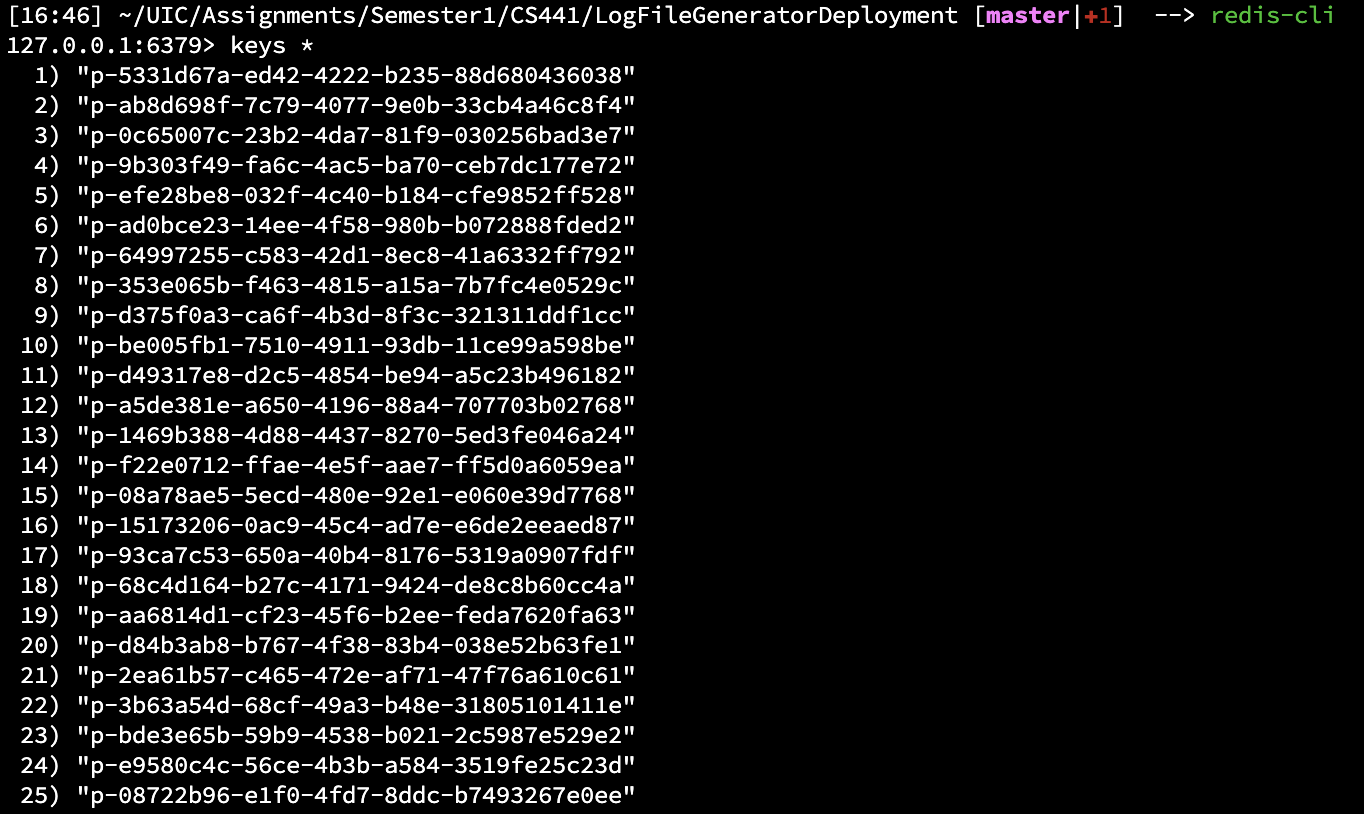 [16:46] ~/UIC/Assignments/Semester1/CS441/LogFileGeneratorDeployment [master|+1]  --> redis-cli
127.0.0.1:6379> keys *
  1) "p-5331d67a-ed42-4222-b235-88d680436038"
  2) "p-ab8d698f-7c79-4077-9e0b-33cb4a46c8f4"
  3) "p-0c65007c-23b2-4da7-81f9-030256bad3e7"
  4) "p-9b303f49-fa6c-4ac5-ba70-ceb7dc177e72"
  5) "p-efe28be8-032f-4c40-b184-cfe9852ff528"
  6) "p-ad0bce23-14ee-4f58-980b-b072888fded2"
  7) "p-64997255-c583-42d1-8ec8-41a6332ff792"
  8) "p-353e065b-f463-4815-a15a-7b7fc4e0529c"
  9) "p-d375f0a3-ca6f-4b3d-8f3c-321311ddf1cc"
 10) "p-be005fb1-7510-4911-93db-11ce99a598be"
 11) "p-d49317e8-d2c5-4854-be94-a5c23b496182"
 12) "p-a5de381e-a650-4196-88a4-707703b02768"
 13) "p-1469b388-4d88-4437-8270-5ed3fe046a24"
 14) "p-f22e0712-ffae-4e5f-aae7-ff5d0a6059ea"
 15) "p-08a78ae5-5ecd-480e-92e1-e060e39d7768"
 16) "p-15173206-0ac9-45c4-ad7e-e6de2eeaed87"
 17) "p-93ca7c53-650a-40b4-8176-5319a0907fdf"
 18) "p-68c4d164-b27c-4171-9424-de8c8b60cc4a"
 19) "p-aa6814d1-cf23-45f6-b2ee-feda7620fa63"
 20) "p-d84b3ab8-b767-4f38-83b4-038e52b63fe1"
 21) "p-2ea61b57-c465-472e-af71-47f76a610c61"
 22) "p-3b63a54d-68cf-49a3-b48e-31805101411e"
 23) "p-bde3e65b-59b9-4538-b021-2c5987e529e2"
 24) "p-e9580c4c-56ce-4b3b-a584-3519fe25c23d"
 25) "p-08722b96-e1f0-4fd7-8ddc-b7493267e0ee"